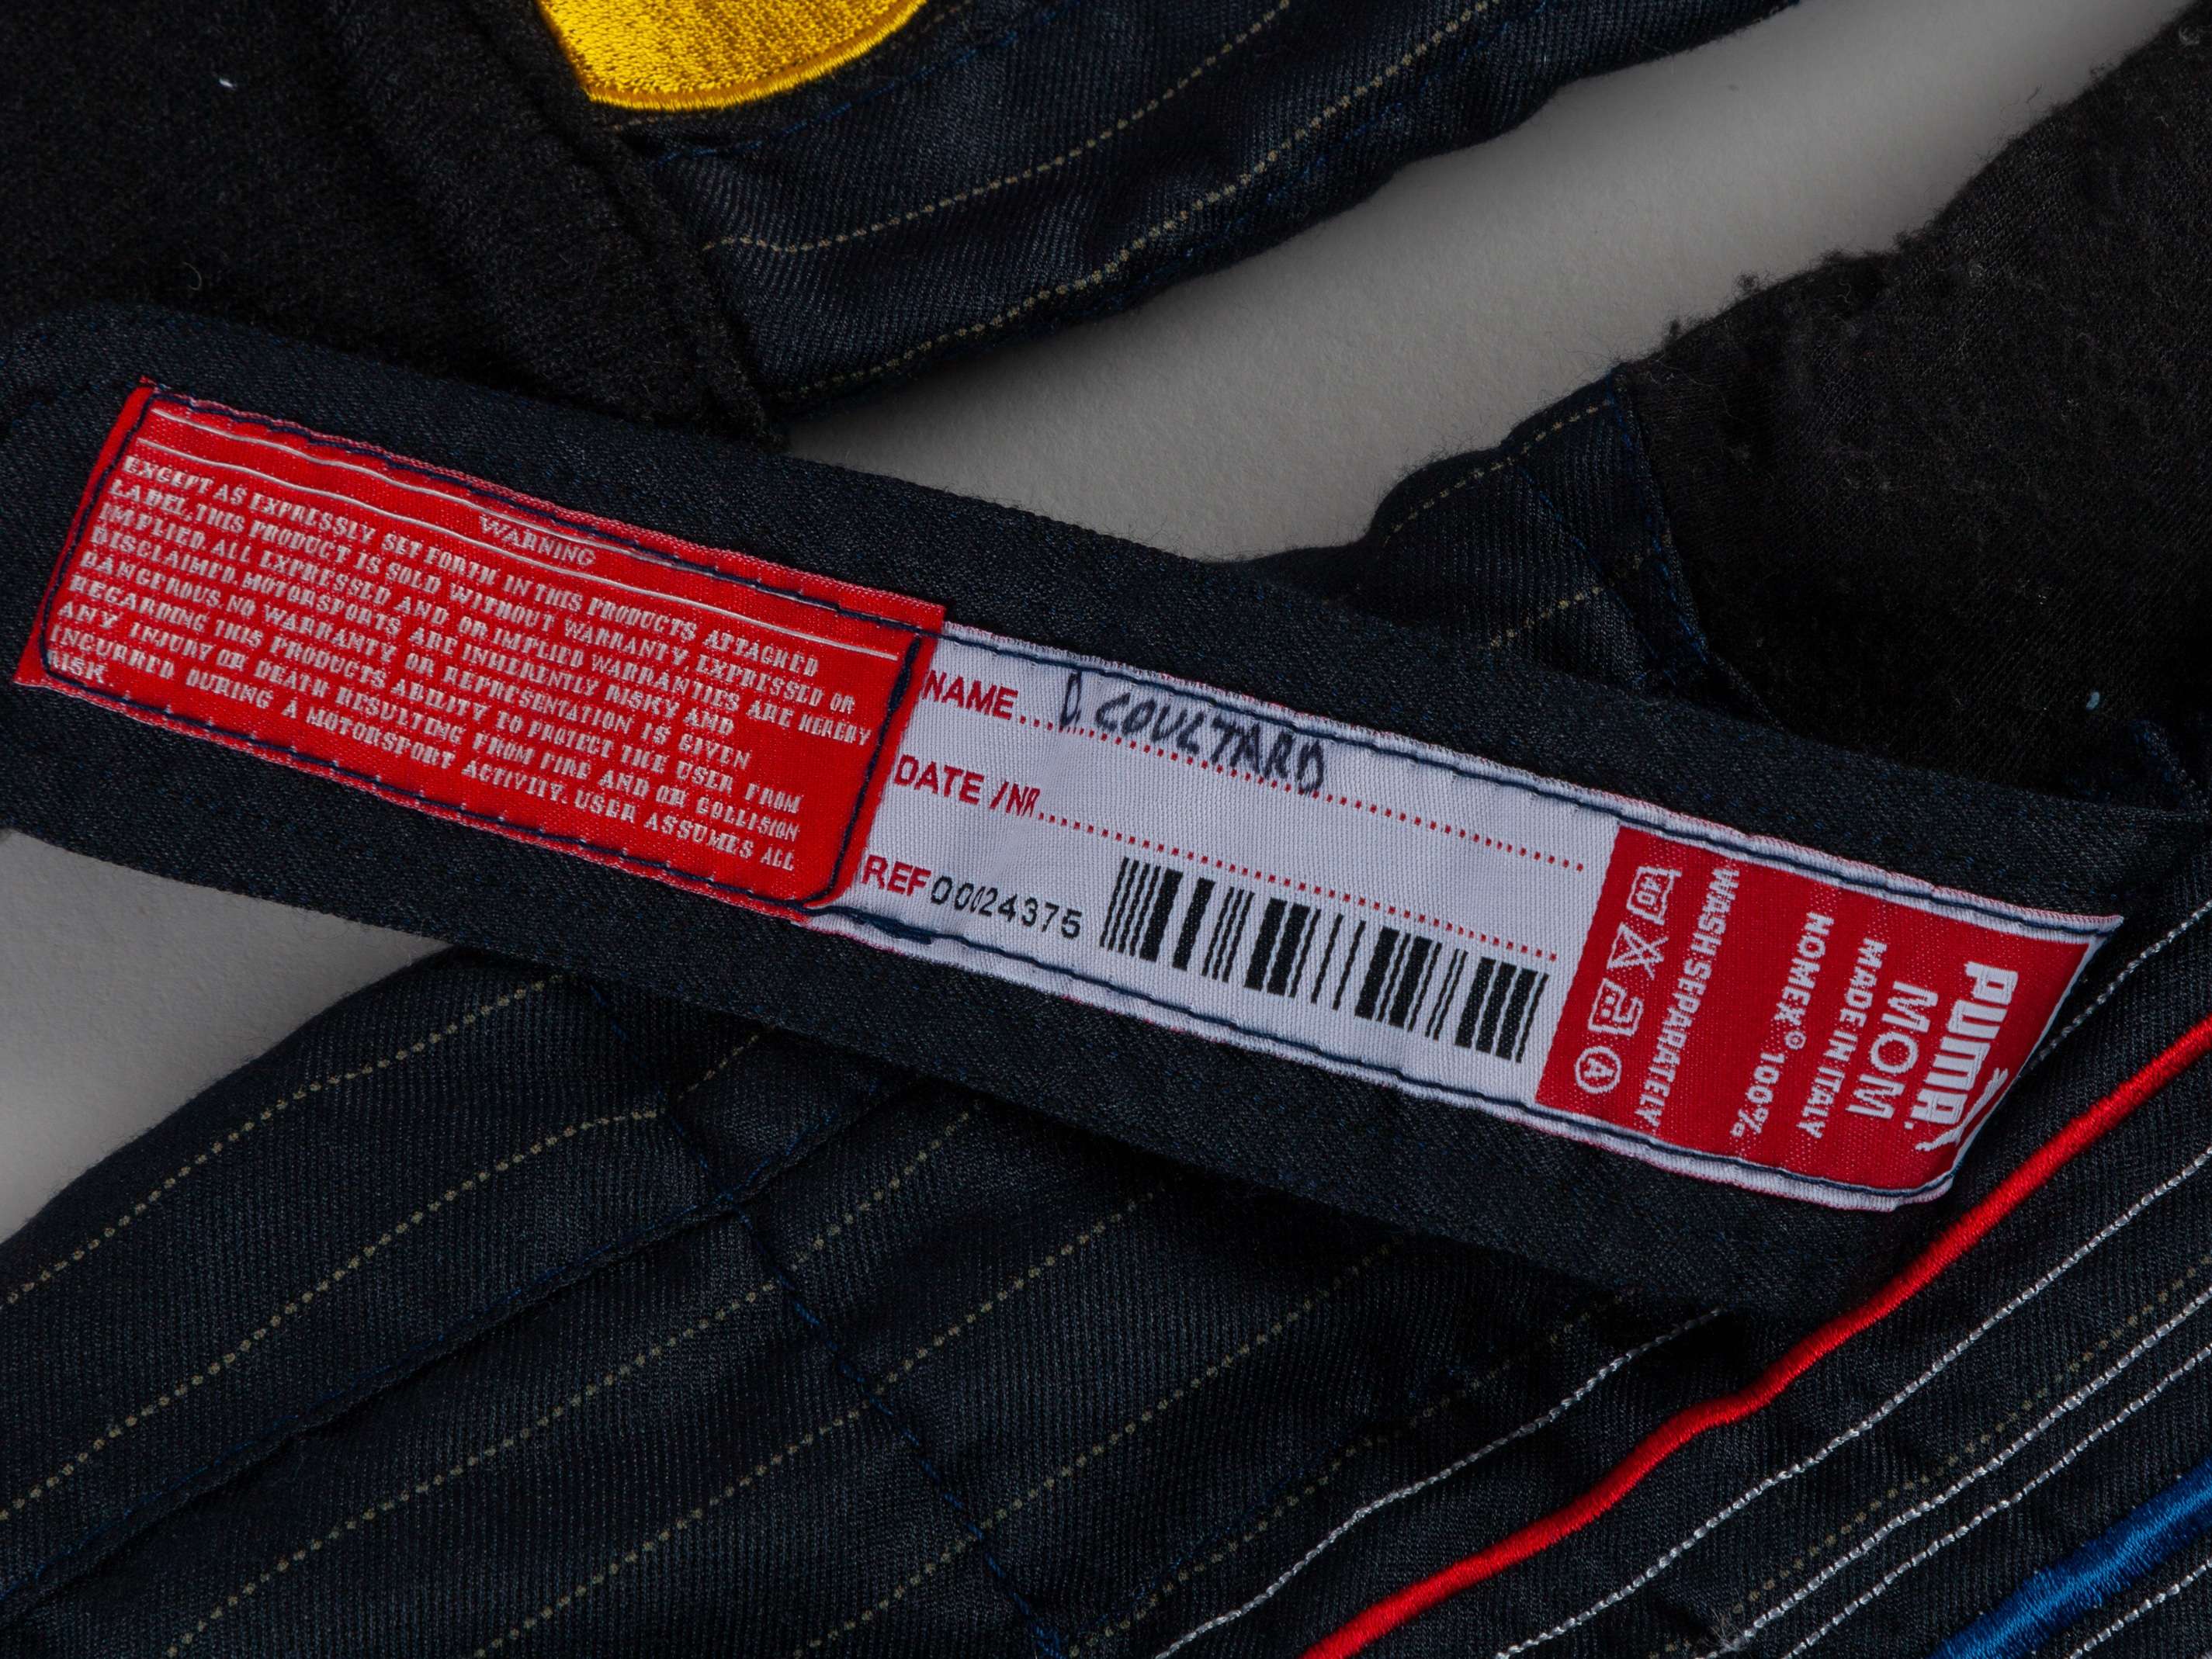 WARNING
EXCEPT AS EXPRESSLY SET FORTH IN THIS PRODUCTS ATTACHED
LABEL, THIS PRODUCT IS SOLD WITHOUT WARRANTY, EXPRESSED OR
IMPLIED. ALL EXPRESSED AND OR IMPLIED WARRANTIES ARE HEREBY
DISCLAIMED. MOTORSPORTS ARE INHERENTLY RISKY AND
DANGEROUS. NO WARRANTY OR REPRESENTATION IS GIVEN
REGARDING THIS PRODUCTS ABILITY TO PROTECT THE USER FROM
ANY INJURY OR DEATH RESULTING FROM FIRE AND OR COLLISION
INCURRED DURING A MOTORSPORT ACTIVITY. USER ASSUMES ALL
RISK.
NAME...D. COULTARD
DATE /NR
REF 00024375
PUMA
MOM
MADE IN ITALY
NOMEX® 100%
WASH SEPARATELY
40
A